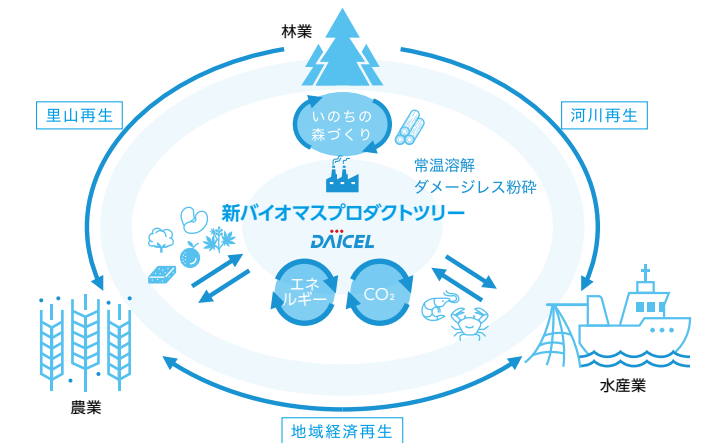 林業
里山再生
河川再生
いのちの
森づくり
常温溶解
ダメージレス粉砕
新バイオマスプロダクトツリー
DAICEL
エネ
ルギー
CO₂
農業
水産業
地域経済再生